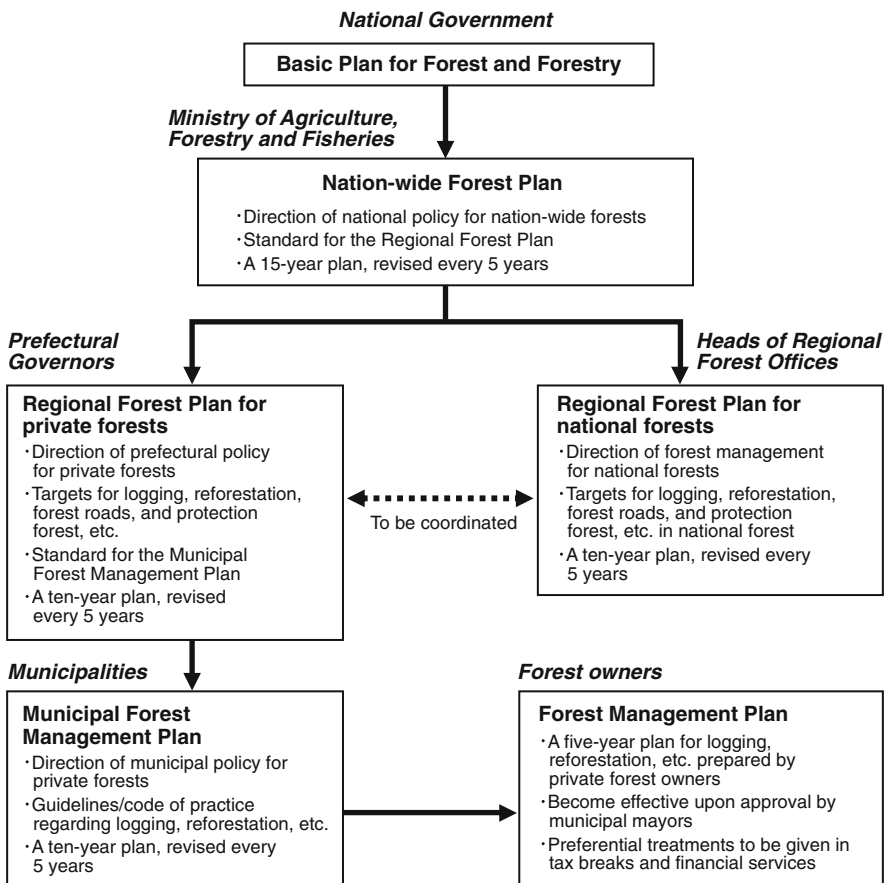 National Government
Basic Plan for Forest and Forestry
Ministry of Agriculture,
Forestry and Fisheries
Nation-wide Forest Plan
·Direction of national policy for nation-wide forests
·Standard for the Regional Forest Plan
·A 15-year plan, revised every 5 years
Prefectural
Governors
Heads of Regional
Forest Offices
Regional Forest Plan for
private forests
·Direction of prefectural policy
for private forests
·Targets for logging, reforestation,
forest roads, and protection
forest, etc.
·Standard for the Municipal
Forest Management Plan
·A ten-year plan, revised
every 5 years
To be coordinated
Regional Forest Plan for
national forests
·Direction of forest management
for national forests
·Targets for logging, reforestation,
forest roads, and protection
forest, etc. in national forest
·A ten-year plan, revised every
5 years
Municipalities
Municipal Forest
Management Plan
·Direction of municipal policy for
private forests
·Guidelines/code of practice
regarding logging, reforestation, etc.
·A ten-year plan, revised every
5 years
Forest owners
Forest Management Plan
·A five-year plan for logging,
reforestation, etc. prepared by
private forest owners
·Become effective upon approval by
municipal mayors
·Preferential treatments to be given in
tax breaks and financial services